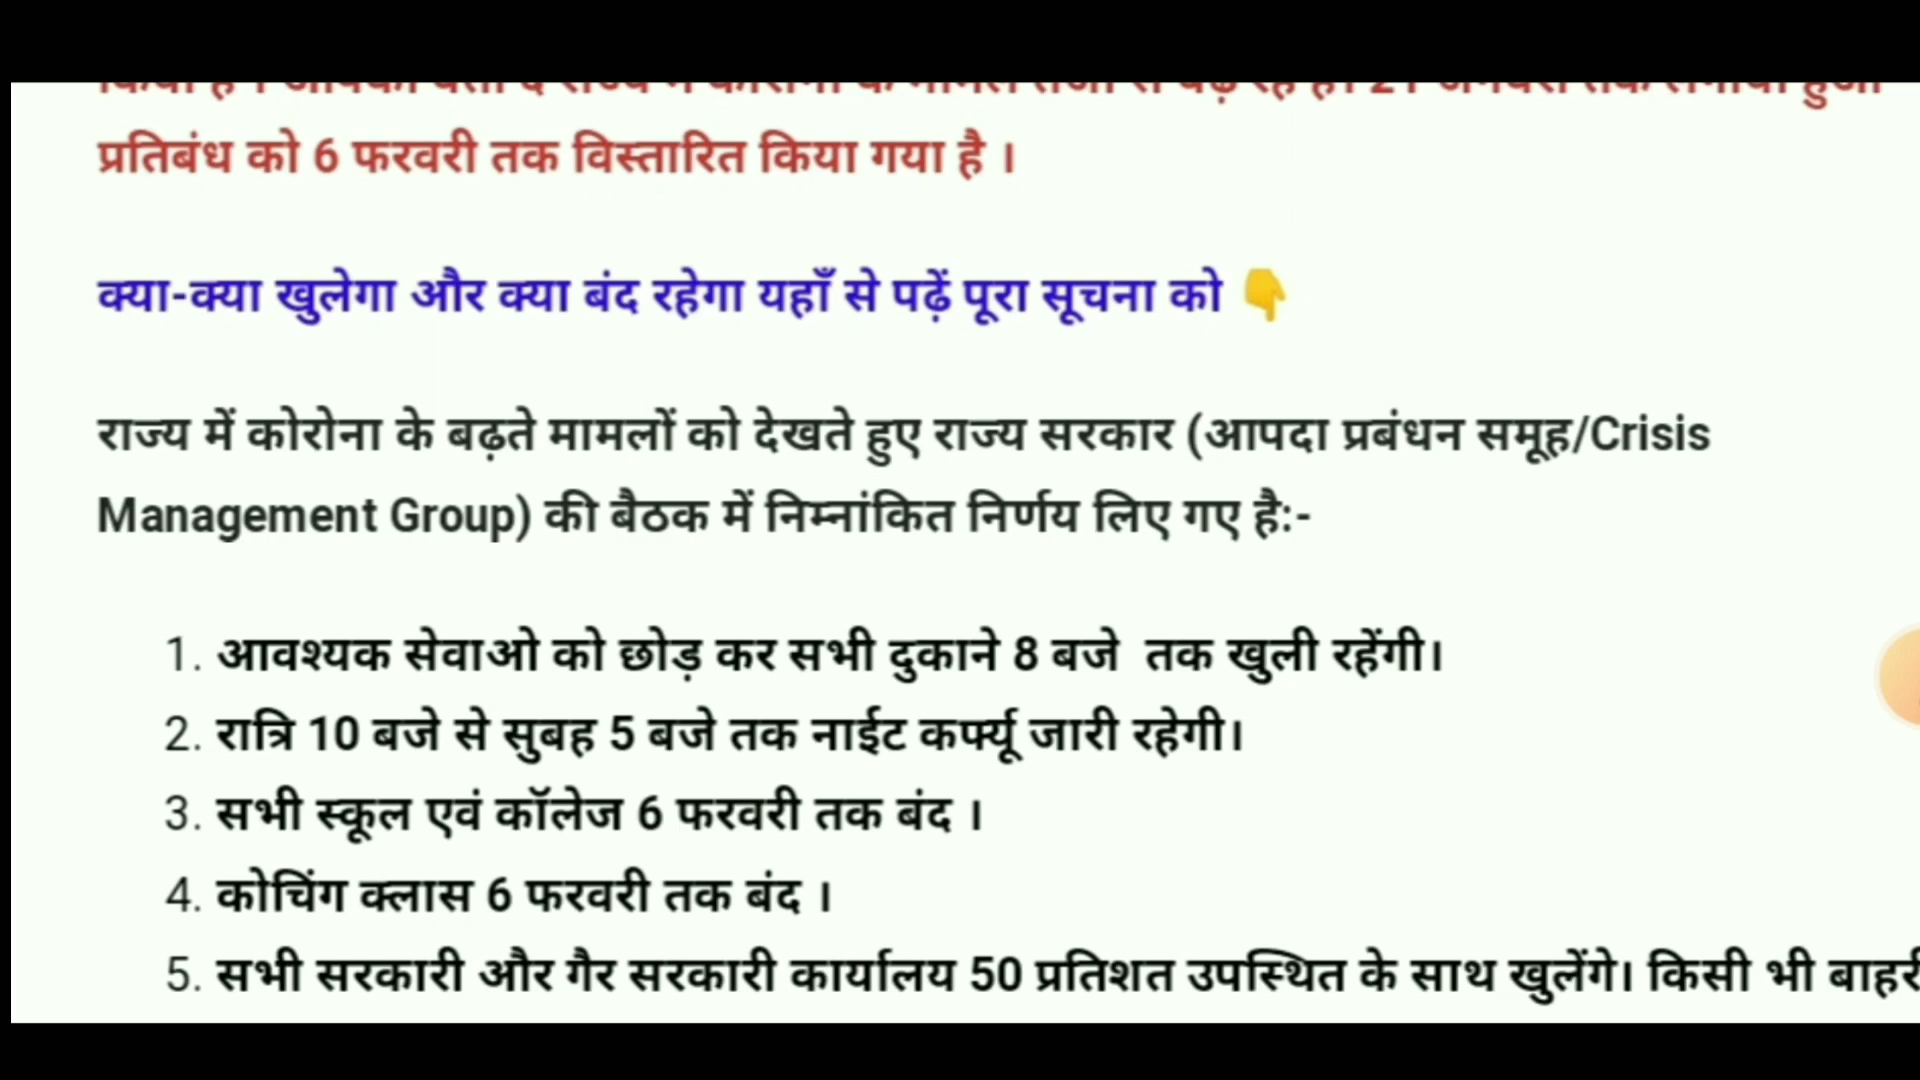 प्रतिबंध को 6 फरवरी तक विस्तारित किया गया है ।
क्या-क्या खुलेगा और क्या बंद रहेगा यहाँ से पढ़ें पूरा सूचना को 👇
राज्य में कोरोना के बढ़ते मामलों को देखते हुए राज्य सरकार (आपदा प्रबंधन समूह/Crisis
Management Group) की बैठक में निम्नांकित निर्णय लिए गए है:-
1. आवश्यक सेवाओ को छोड़ कर सभी दुकाने 8 बजे तक खुली रहेंगी।
2. रात्रि 10 बजे से सुबह 5 बजे तक नाईट कर्फ्यू जारी रहेगी।
3. सभी स्कूल एवं कॉलेज 6 फरवरी तक बंद ।
4. कोचिंग क्लास 6 फरवरी तक बंद ।
5. सभी सरकारी और गैर सरकारी कार्यालय 50 प्रतिशत उपस्थित के साथ खुलेंगे। किसी भी